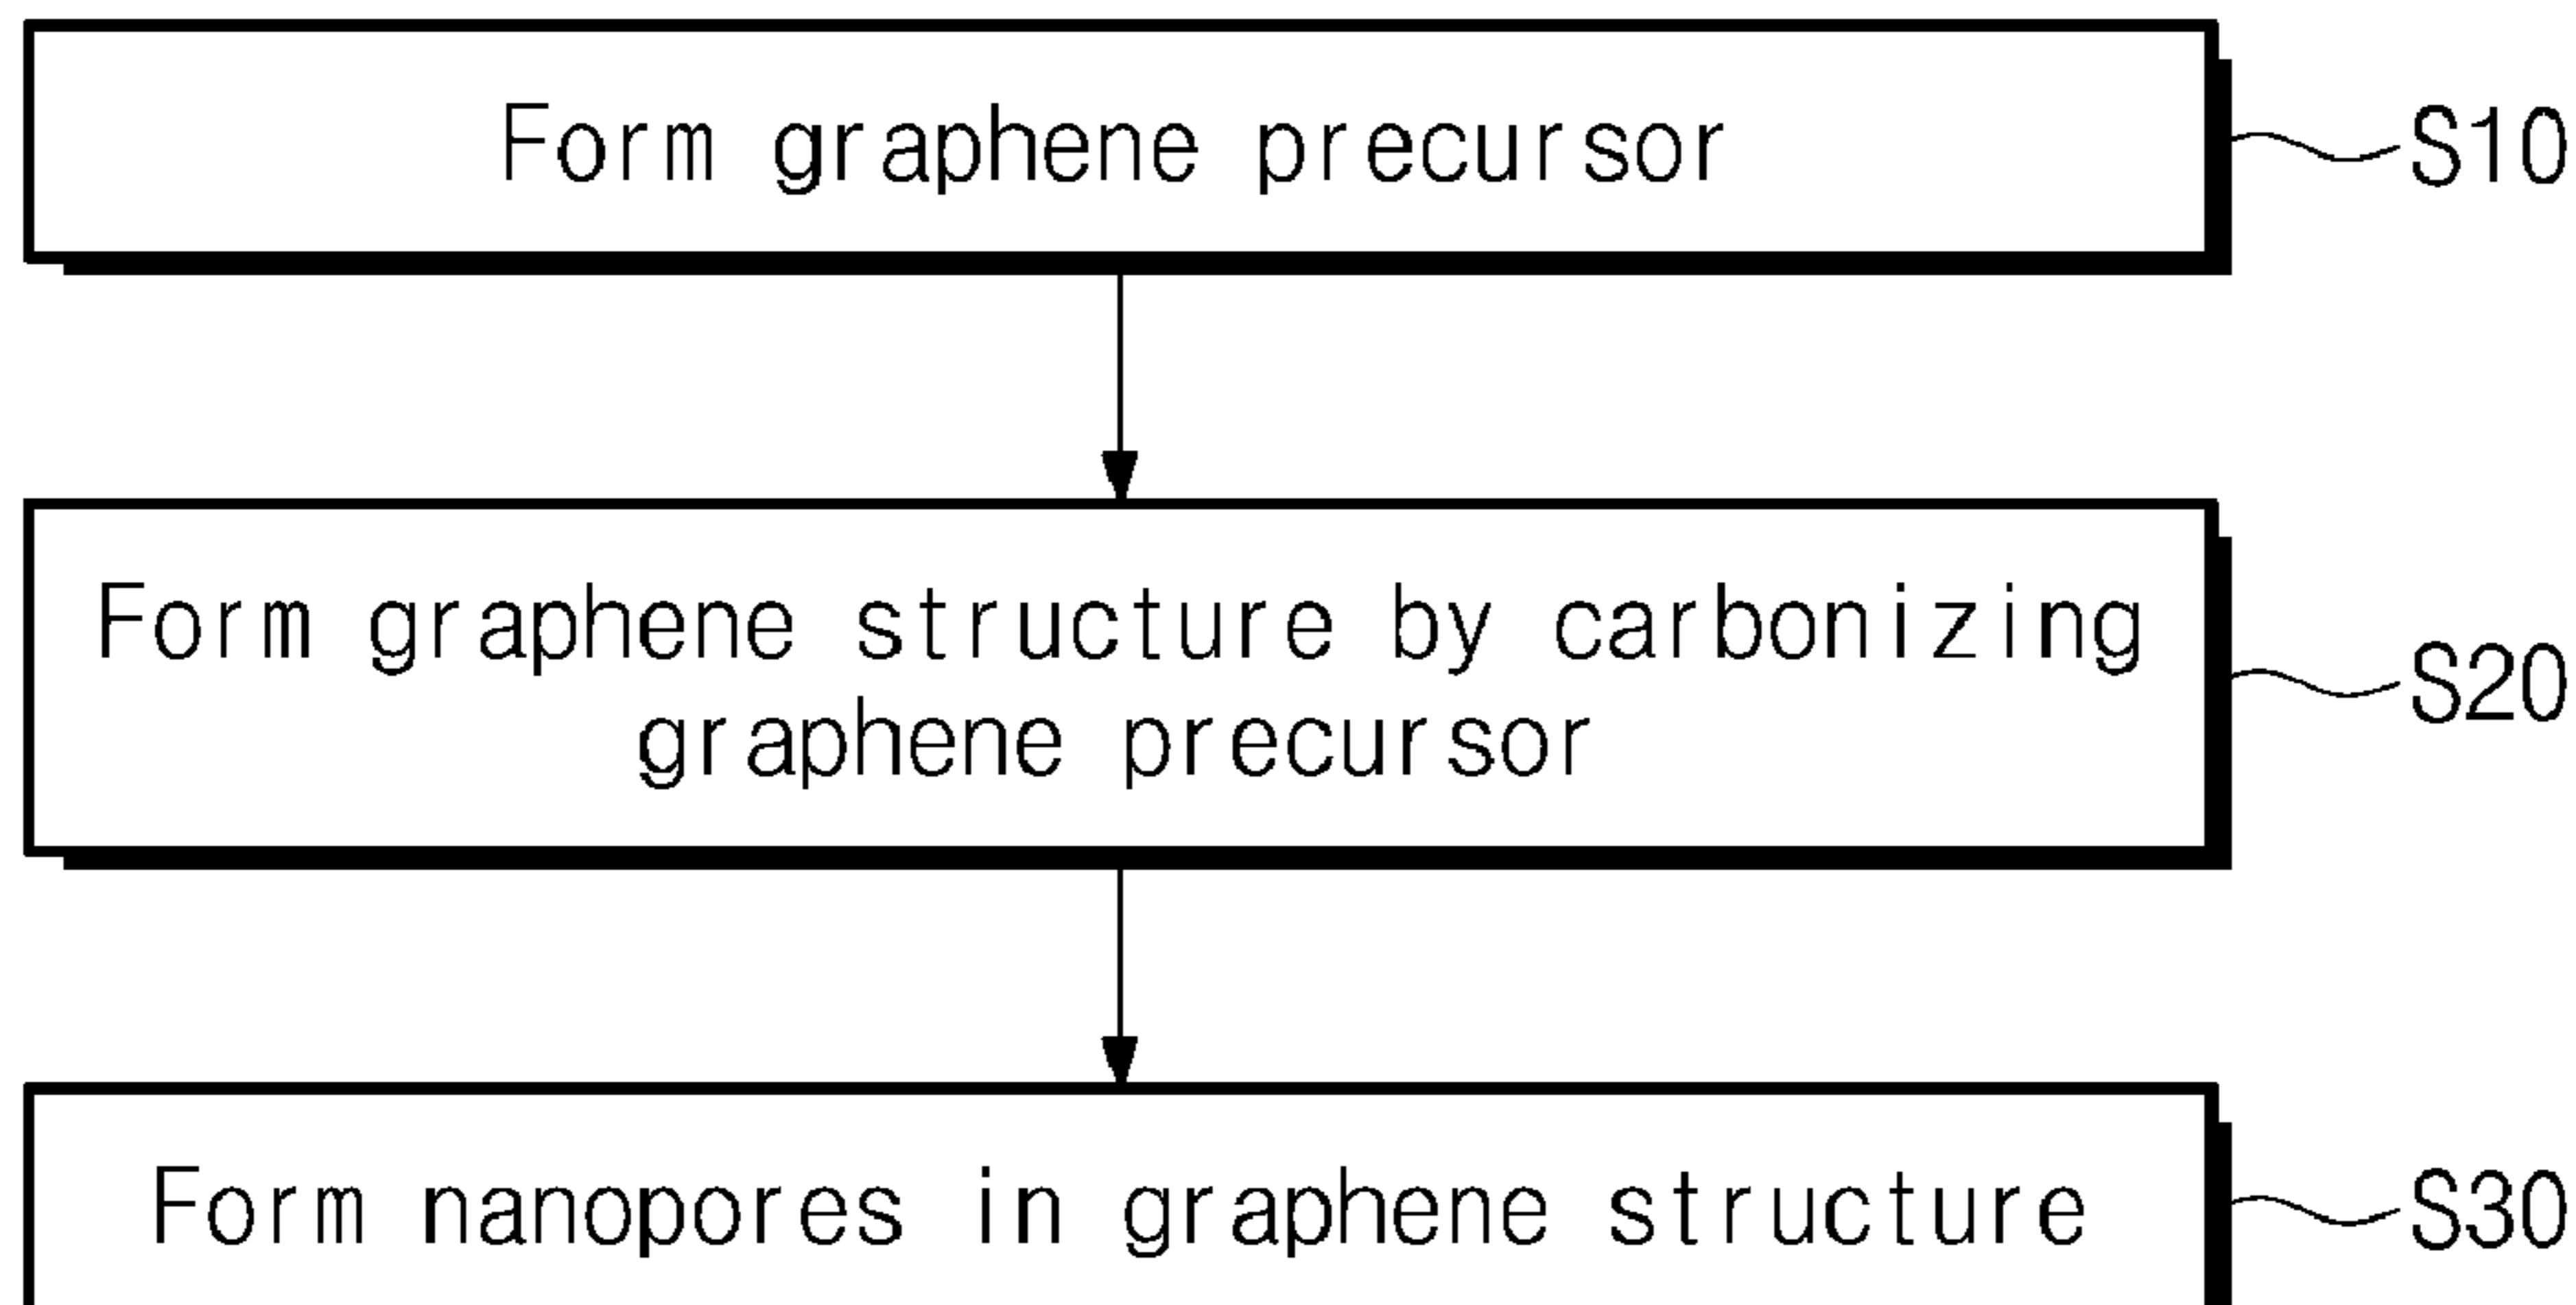 Form graphene precursor
S10
Form graphene structure by carbonizing
graphene precursor
S20
Form nanopores in graphene structure
S30